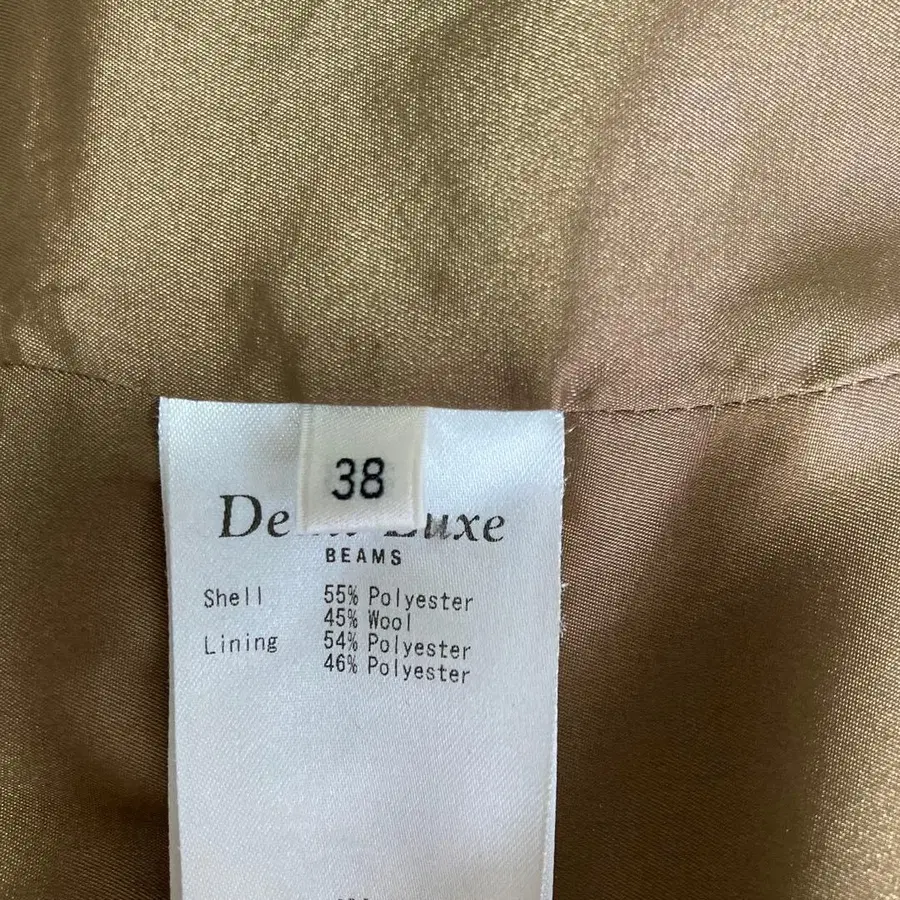 38
De Luxe
BEAMS
Shell 55% Polyester
45% Wool
Lining 54% Polyester
46% Polyester